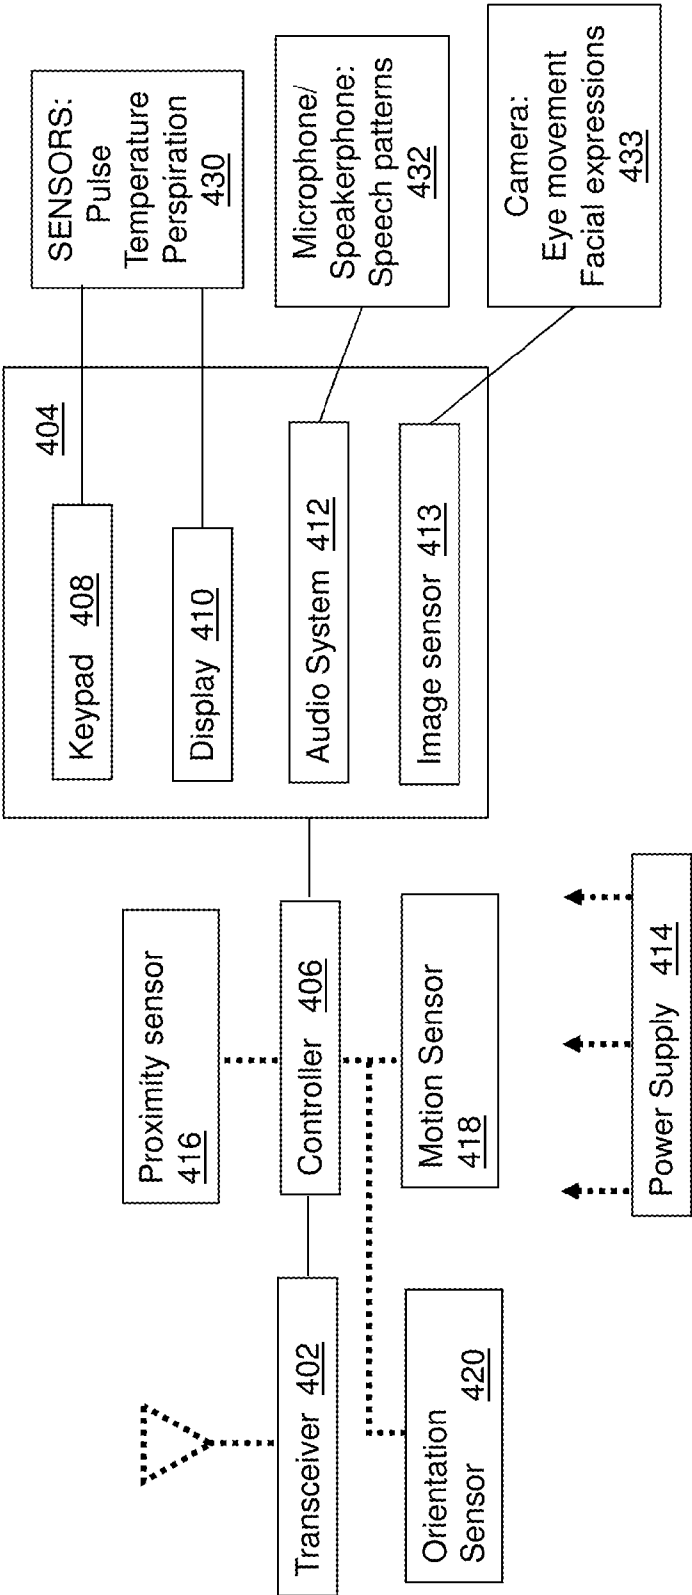 Transceiver 402
Orientation
Sensor 420
Proximity sensor
416
Controller 406
Motion Sensor
418
Power Supply 414
404
Keypad 408
Display 410
Audio System 412
Image sensor 413
SENSORS:
Pulse
Temperature
Perspiration
430
Microphone/
Speakerphone:
Speech patterns
432
Camera:
Eye movement
Facial expressions
433